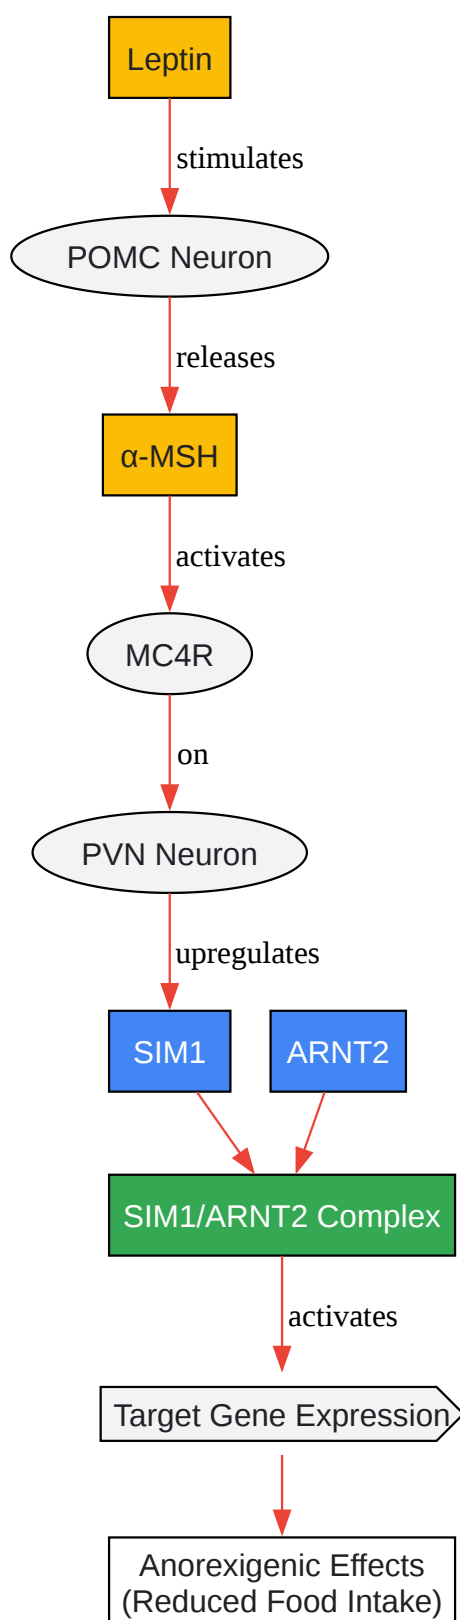 Leptin
stimulates
POMC Neuron
releases
α-MSH
activates
MC4R
on
PVN Neuron
upregulates
SIM1
ARNT2
SIM1/ARNT2 Complex
activates
Target Gene Expression
Anorexigenic Effects
(Reduced Food Intake)